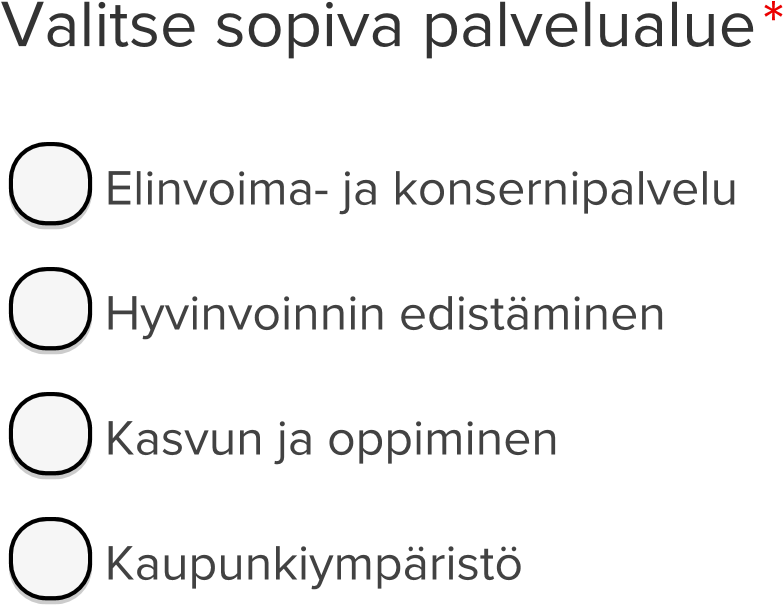 Valitse sopiva palvelualue*
Elinvoima- ja konsernipalvelu
Hyvinvoinnin edistäminen
Kasvun ja oppiminen
Kaupunkiympäristö